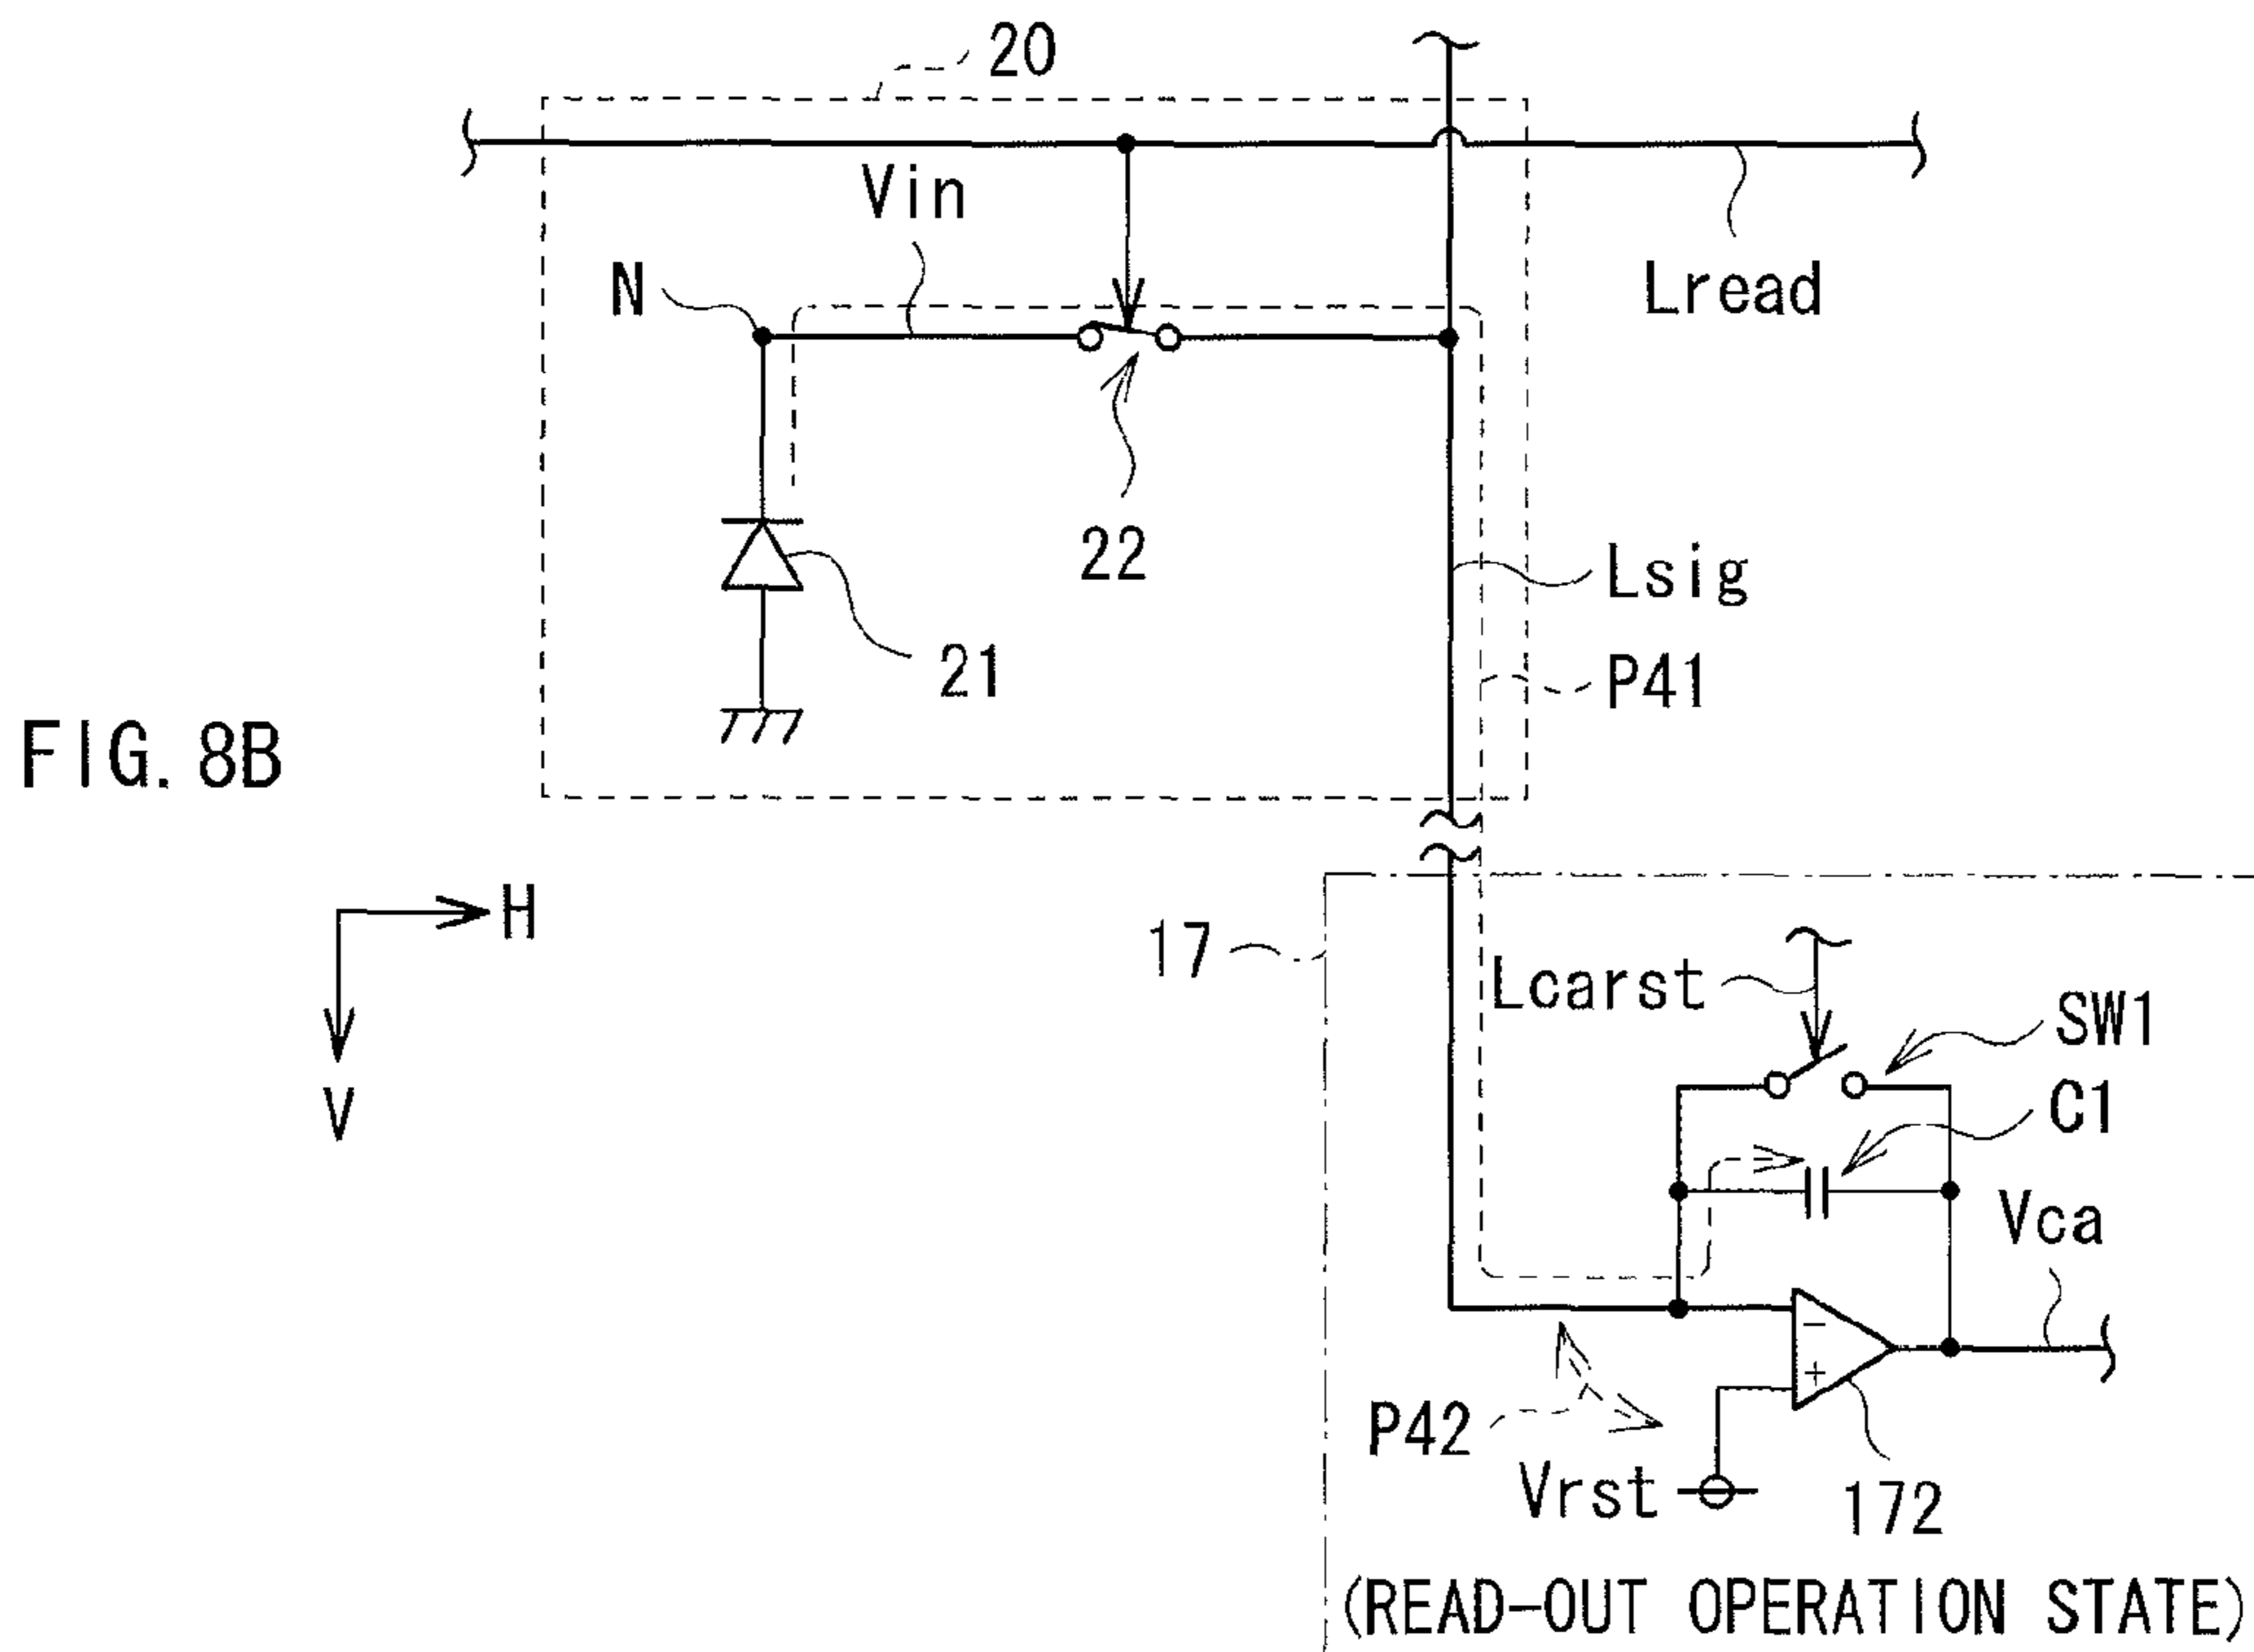 20
Vin
N
Lread
22
Lsig
21
P41
FIG. 8B
H
17
Lcarst
SW1
C1
V
Vca
−
+
P42
Vrst
172
(READ-OUT OPERATION STATE)